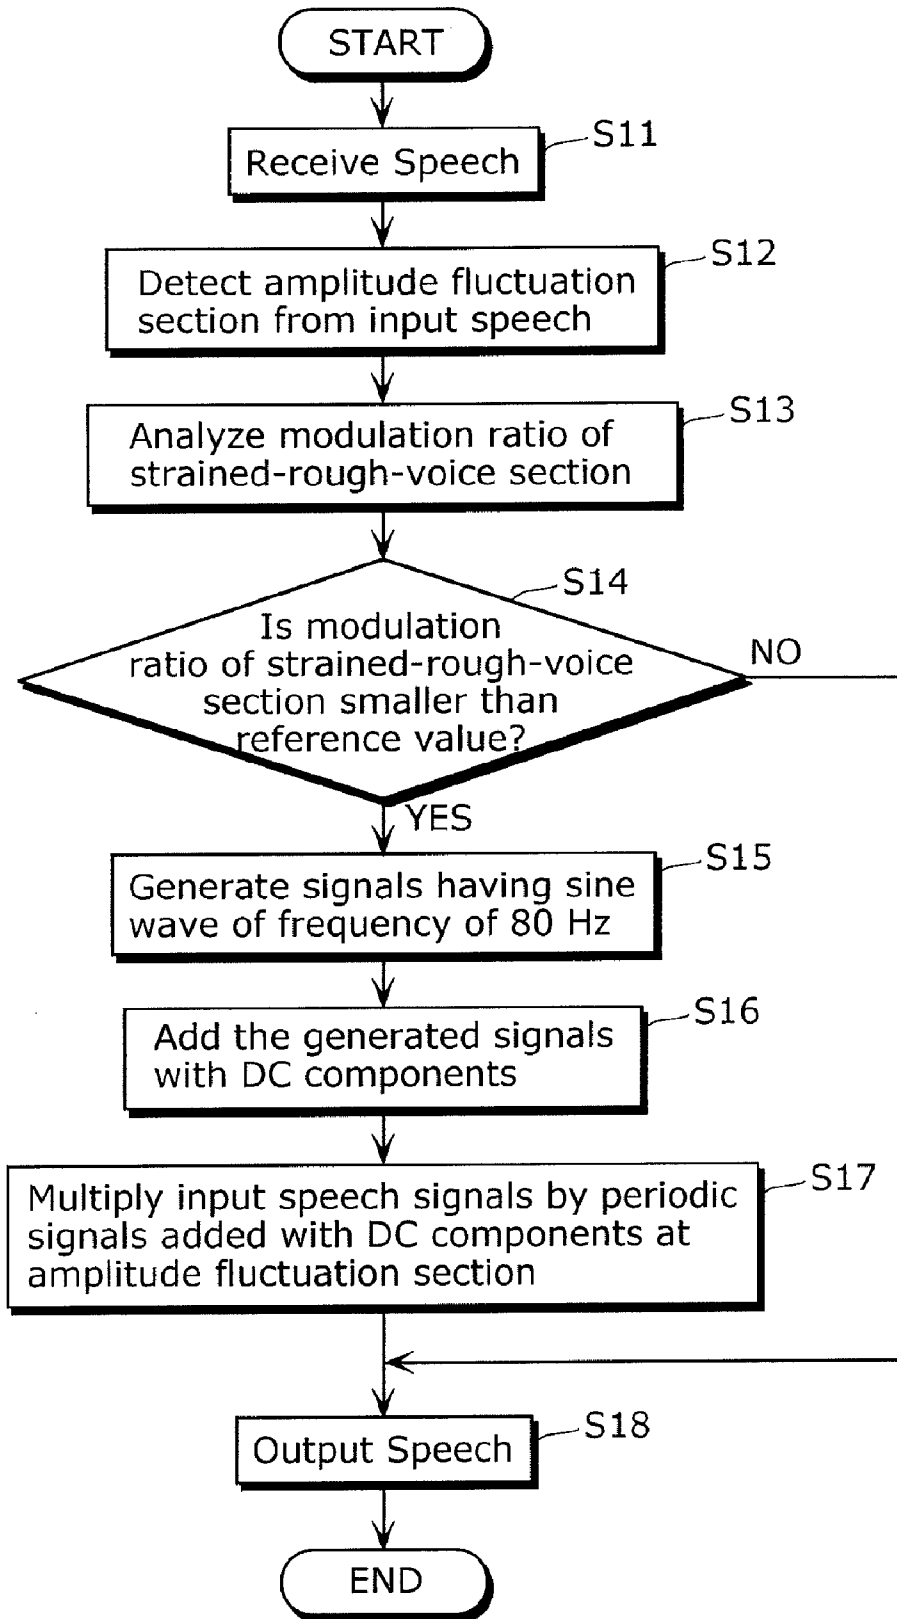 START
S11
Receive Speech
S12
Detect amplitude fluctuation
section from input speech
S13
Analyze modulation ratio of
strained-rough-voice section
S14
Is modulation
ratio of strained-rough-voice
section smaller than
reference value?
NO
YES
S15
Generate signals having sine
wave of frequency of 80 Hz
S16
Add the generated signals
with DC components
S17
Multiply input speech signals by periodic
signals added with DC components at
amplitude fluctuation section
S18
Output Speech
END